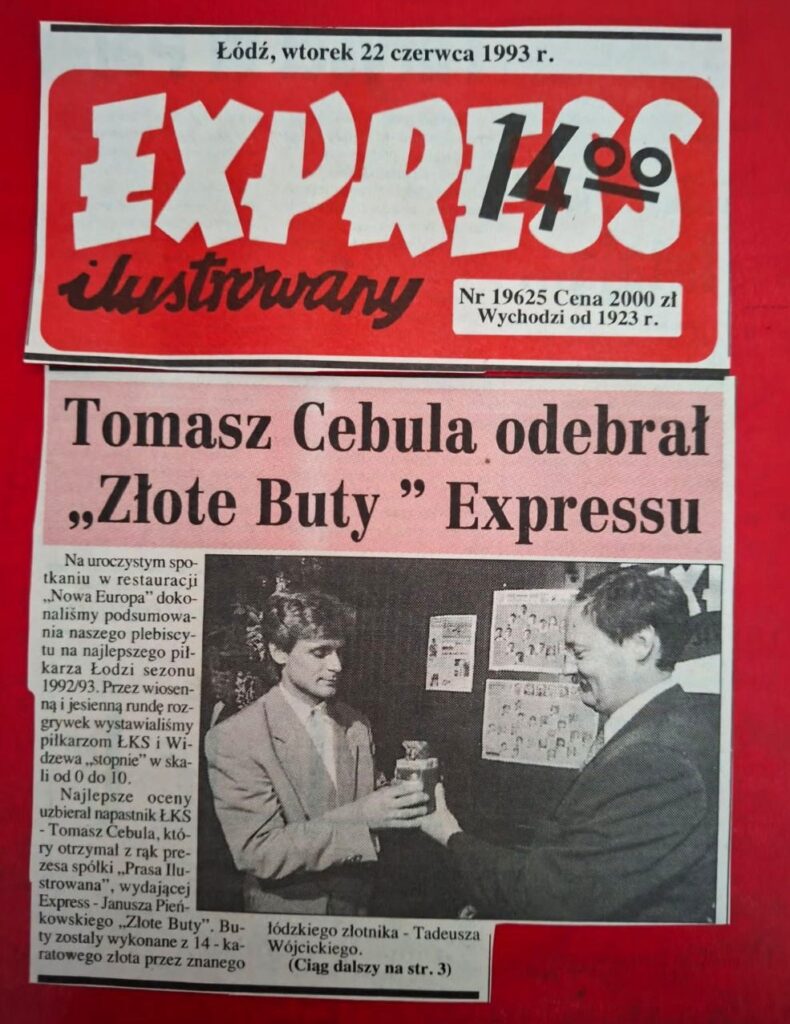 Łódź, wtorek 22 czerwca 1993 r.
EXPRESS
14⁰⁰
ilustrowany
Nr 19625 Cena 2000 zł
Wychodzi od 1923 r.
Tomasz Cebula odebrał
„Złote Buty ” Expressu
Na uroczystym spo-
tkaniu w restauracji
„Nowa Europa” doko-
naliśmy podsumowa-
nia naszego plebiscy-
tu na najlepszego pił-
karza Łodzi sezonu
1992/93. Przez wiosen-
ną i jesienną rundę roz-
grywek wystawialiśmy
piłkarzom ŁKS i Wi-
dzewa „stopnie” w ska-
li od 0 do 10.
Najlepsze oceny
uzbierał napastnik ŁKS
- Tomasz Cebula, któ-
ry otrzymał z rąk pre-
zesa spółki „Prasa Ilu-
strowana”, wydającej
Express - Janusza Pień-
kowskiego „Złote Buty”. Bu-
ty zostały wykonane z 14 - ka-
ratowego złota przez znanego
łódzkiego złotnika - Tadeusza
Wójcickiego.
(Ciąg dalszy na str. 3)